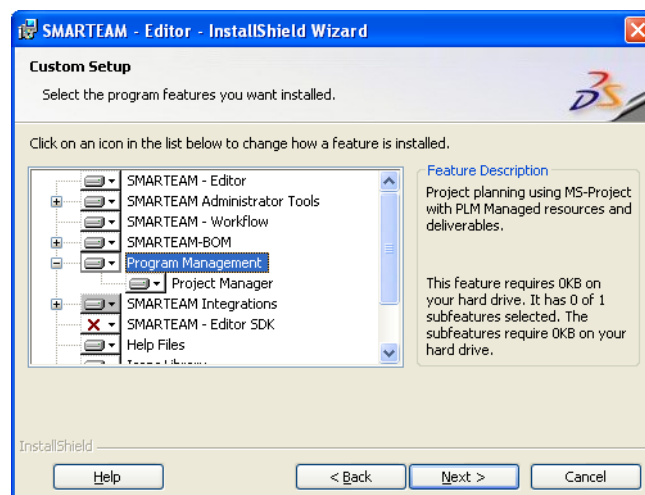 SMARTEAM - Editor - InstallShield Wizard
Custom Setup
Select the program features you want installed.
Click on an icon in the list below to change how a feature is installed.
SMARTEAM - Editor
SMARTEAM Administrator Tools
SMARTEAM - Workflow
SMARTEAM-BOM
Program Management
Project Manager
SMARTEAM Integrations
SMARTEAM - Editor SDK
Help Files
Feature Description
Project planning using MS-Project
with PLM Managed resources and
deliverables.
This feature requires 0KB on
your hard drive. It has 0 of 1
subfeatures selected. The
subfeatures require 0KB on your
hard drive.
InstallShield
Help
< Back
Next >
Cancel